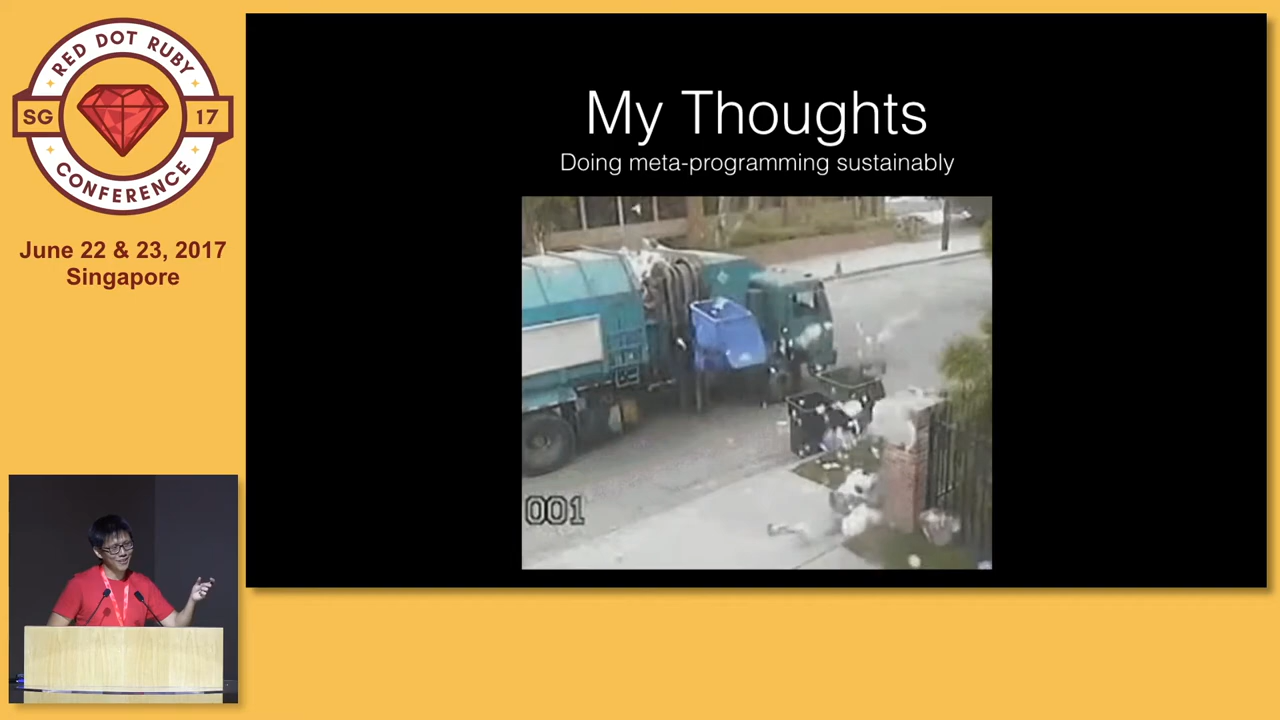 RED DOT RUBY
SG
17
CONFERENCE
June 22 & 23, 2017
Singapore
My Thoughts
Doing meta-programming sustainably
001